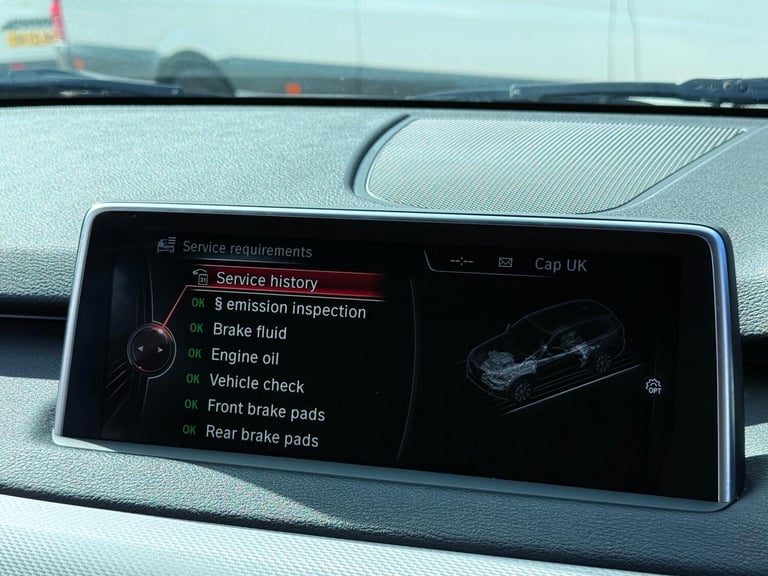 Service requirements
--:--
Cap UK
Service history
31
OK § emission inspection
OK Brake fluid
OK Engine oil
OK Vehicle check
OK Front brake pads
OK Rear brake pads
OPT